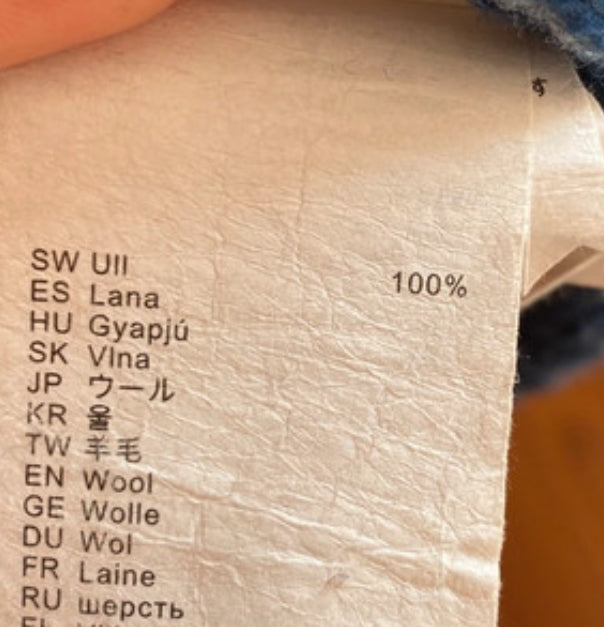 す
SW Ull
100%
ES Lana
HU Gyapjú
SK Vlna
JP ウール
KR 울
TW 羊毛
EN Wool
GE Wolle
DU Wol
FR Laine
RU шерсть